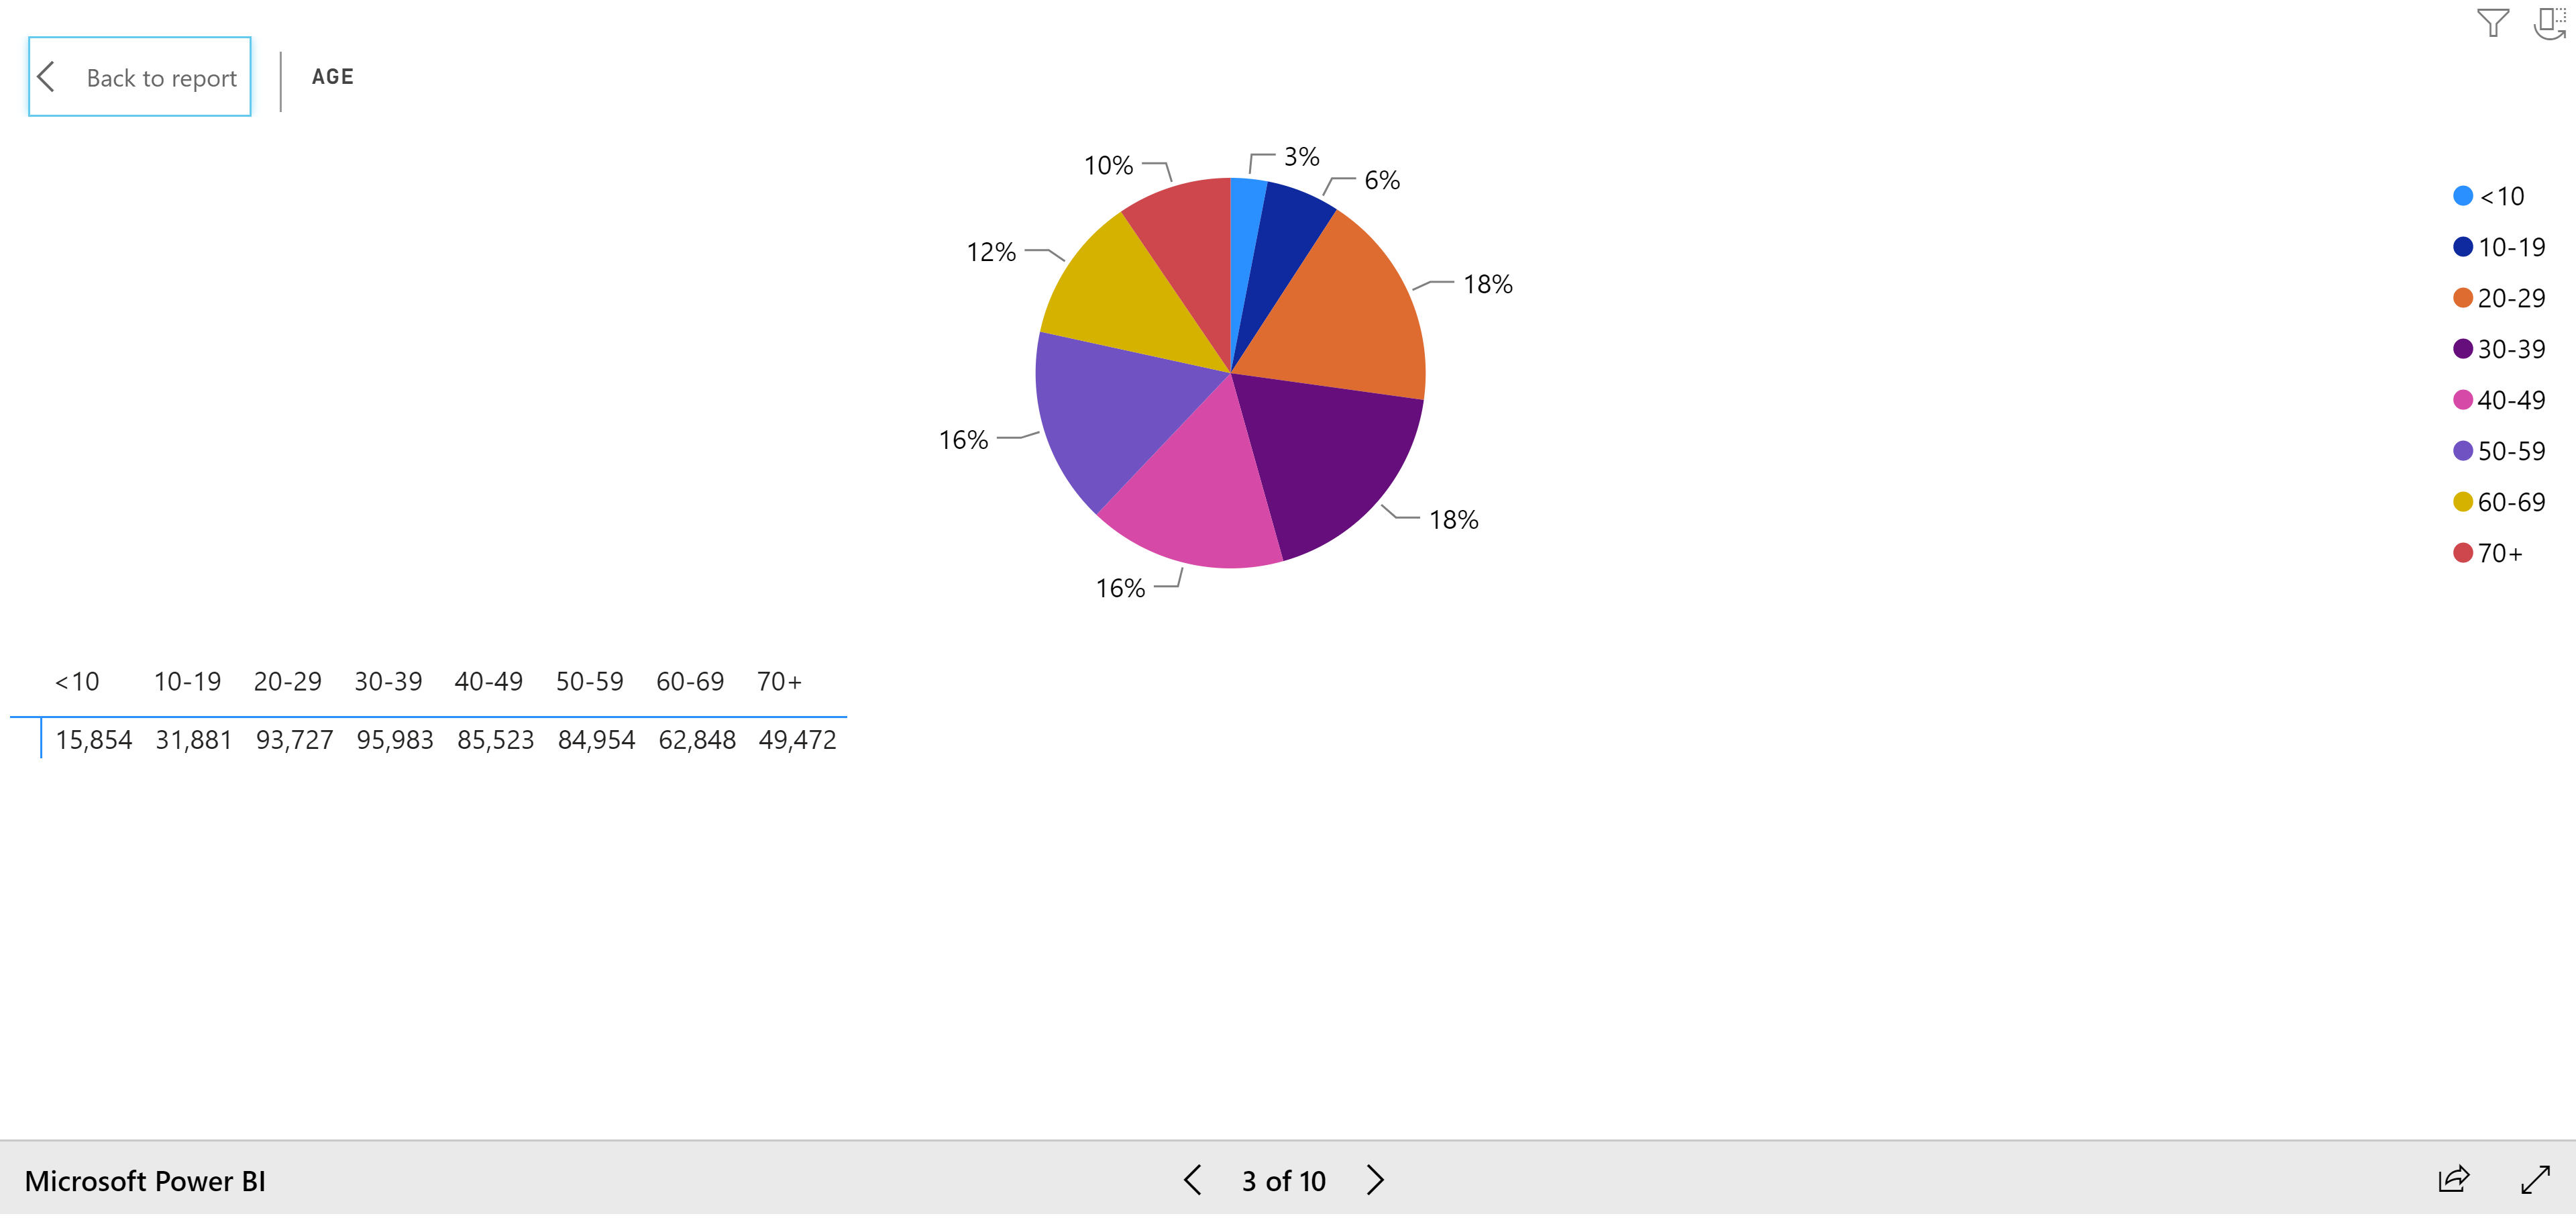 Back to report
AGE
3%
6%
18%
18%
16%
16%
12%
10%
<10
10-19
20-29
30-39
40-49
50-59
60-69
70+
<10 10-19 20-29 30-39 40-49 50-59 60-69 70+
15,854 31,881 93,727 95,983 85,523 84,954 62,848 49,472
Microsoft Power BI
3 of 10